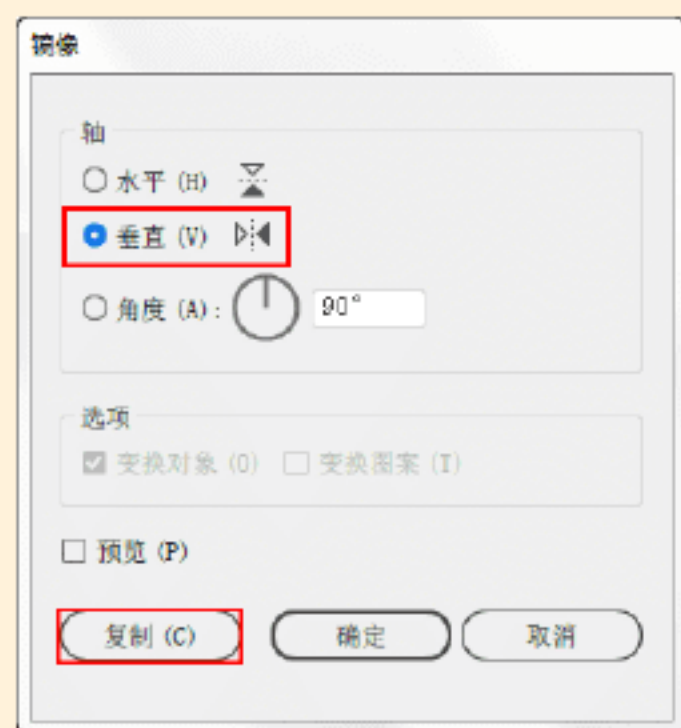 镜像
轴
水平 (H)
垂直 (V)
角度 (A): 90°
选项
变换对象 (O) 变换图案 (T)
预览 (P)
复制 (C) 确定 取消